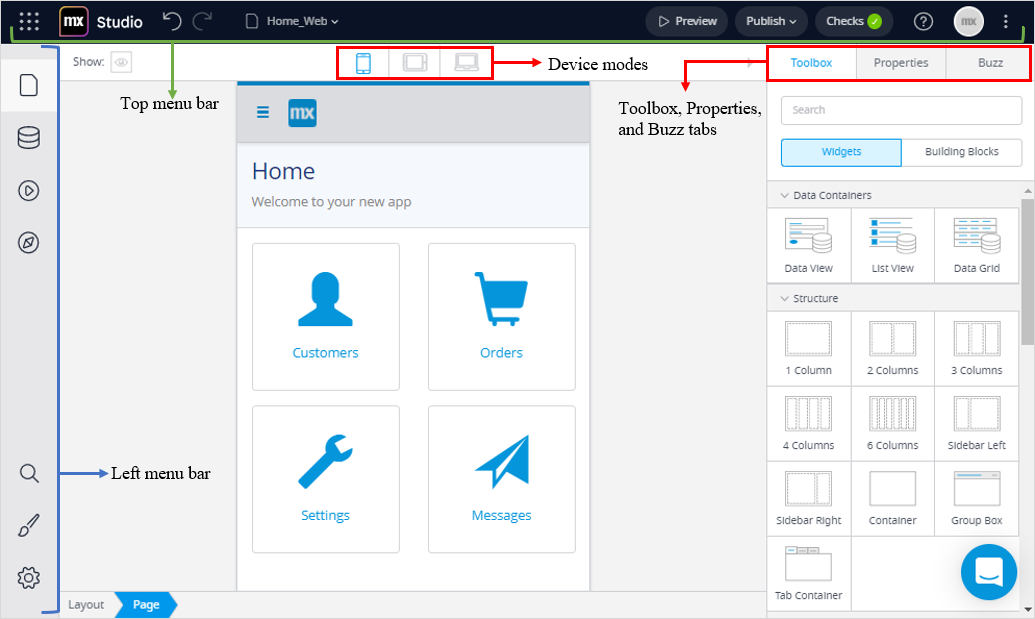 mx Studio Home_Web Preview Publish Checks ? mx
Show:
Device modes
Toolbox Properties Buzz
Top menu bar
Toolbox, Properties,
and Buzz tabs
mx
Home
Welcome to your new app
Customers Orders
Settings Messages
Left menu bar
Layout Page
Search
Widgets Building Blocks
Data Containers
Data View List View Data Grid
Structure
1 Column 2 Columns 3 Columns
4 Columns 6 Columns Sidebar Left
Sidebar Right Container Group Box
Tab Container